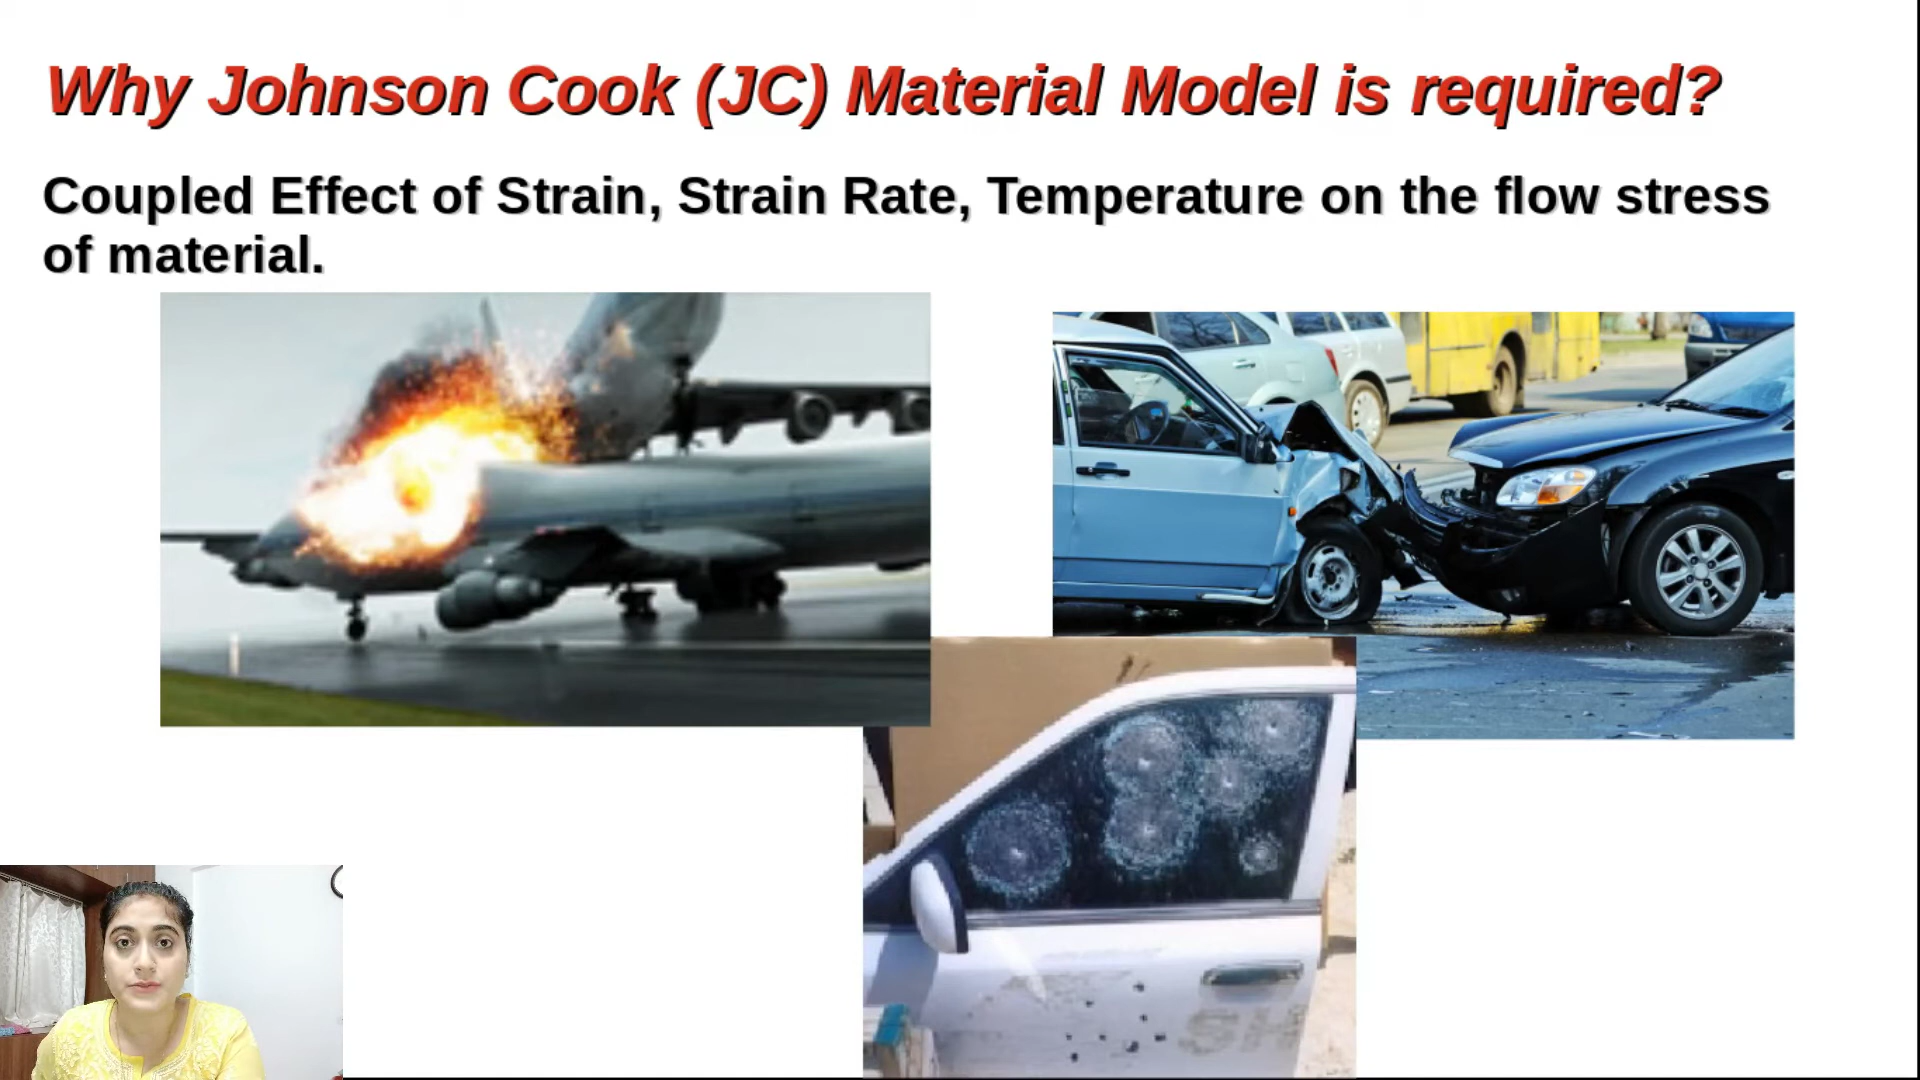 Why Johnson Cook (JC) Material Model is required?
Coupled Effect of Strain, Strain Rate, Temperature on the flow stress
of material.
SH